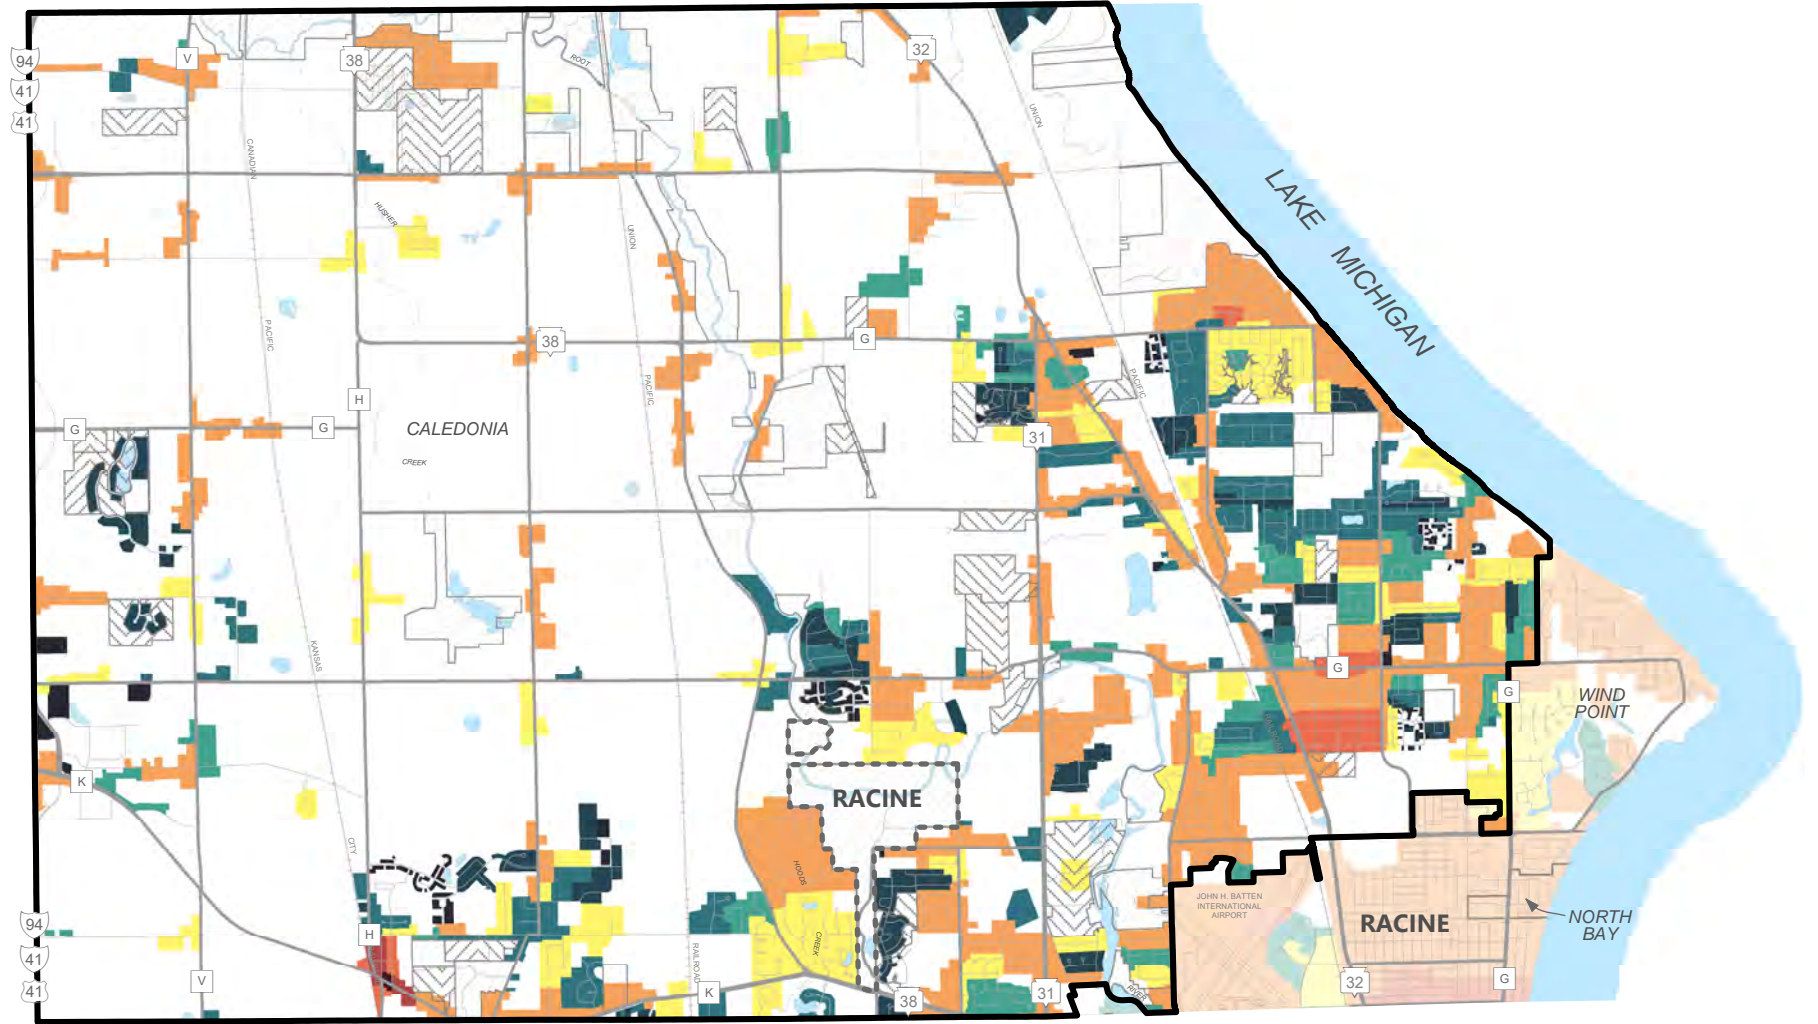 94
41
41
V
38
ROOT
32
CANADIAN
UNION
LAKE
MICHIGAN
HUSHER
UNION
PACIFIC
38
G
PACIFIC
PACIFIC
H
G
G
CALEDONIA
CREEK
31
KANSAS
G
G
WIND
POINT
K
RACINE
CITY
HOODS
JOHN H. BATTEN
INTERNATIONAL
AIRPORT
RACINE
NORTH
BAY
94
41
41
H
CREEK
RAILROAD
V
K
38
31
RIVER
32
G